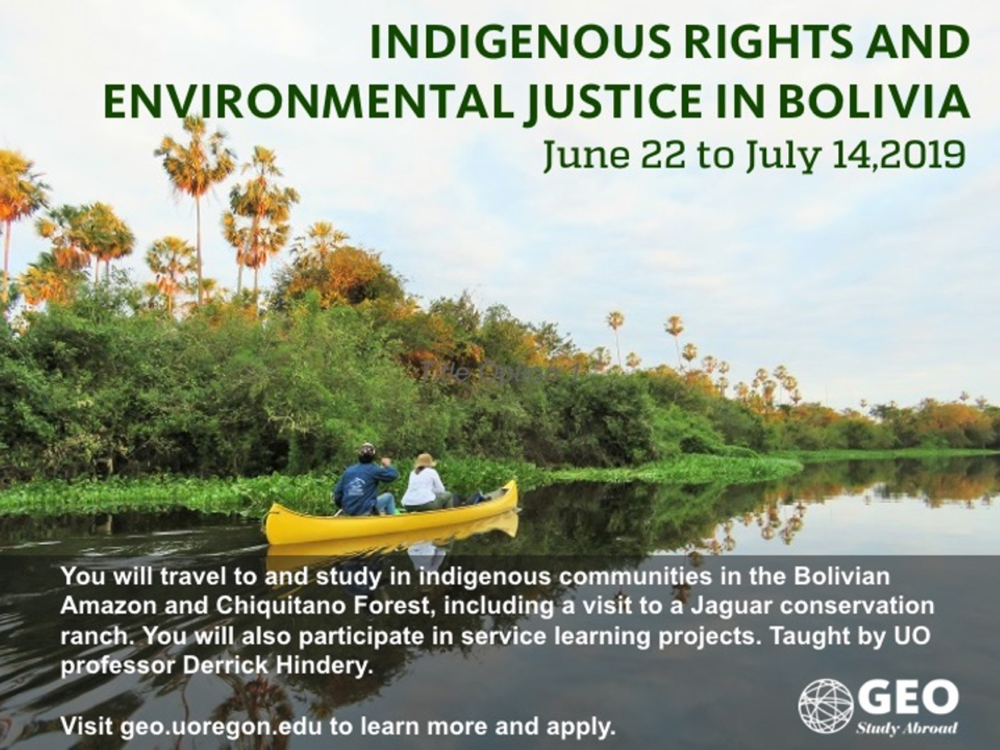 INDIGENOUS RIGHTS AND
ENVIRONMENTAL JUSTICE IN BOLIVIA
June 22 to July 14,2019
Title Option 1
You will travel to and study in indigenous communities in the Bolivian
Amazon and Chiquitano Forest, including a visit to a Jaguar conservation
ranch. You will also participate in service learning projects. Taught by UO
professor Derrick Hindery.
Visit geo.uoregon.edu to learn more and apply.
GEO
Study Abroad